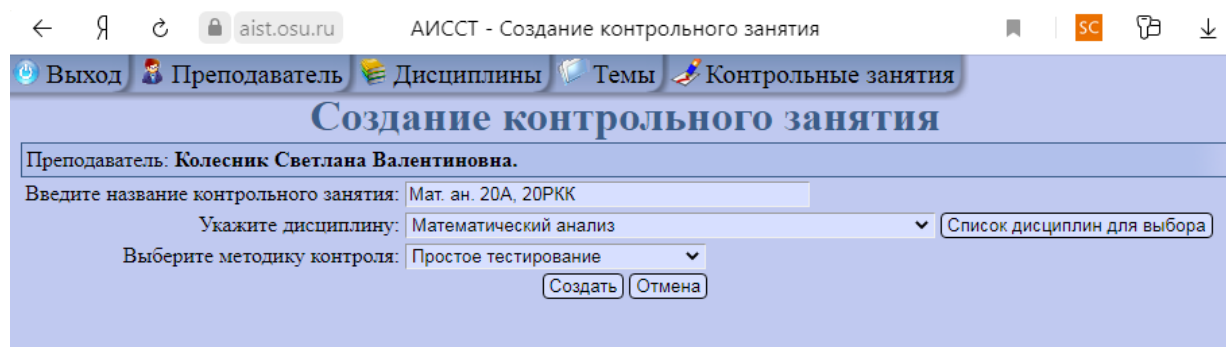 Я aist.osu.ru АИССТ - Создание контрольного занятия SC
Выход Преподаватель Дисциплины Темы Контрольные занятия
Создание контрольного занятия
Преподаватель: Колесник Светлана Валентиновна.
Введите название контрольного занятия: Мат. ан. 20А, 20РКК
Укажите дисциплину: Математический анализ Список дисциплин для выбора
Выберите методику контроля: Простое тестирование
Создать Отмена